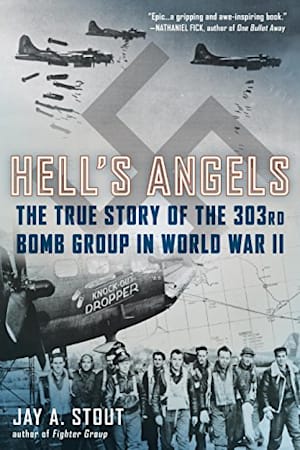 "Epic...a gripping and awe-inspiring book."
—NATHANIEL FICK, author of One Bullet Away
HELL'S ANGELS
THE TRUE STORY OF THE 303RD
BOMB GROUP IN WORLD WAR II
KNOCK-OUT
DROPPER
JAY A. STOUT
author of Fighter Group